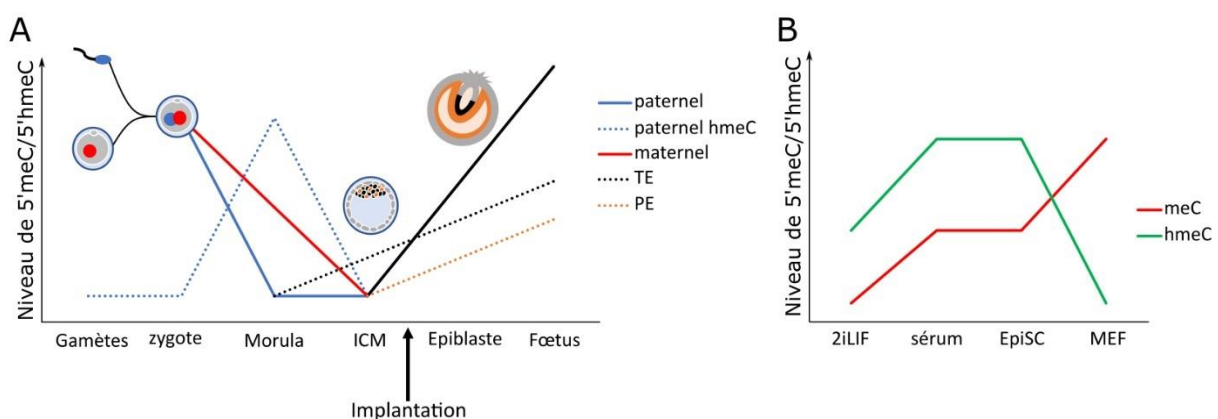 A
Niveau de 5'meC/5'hmeC
Gamètes
zygote
Morula
ICM
Epiblaste
Fœtus
Implantation
paternel
paternel hmeC
maternel
TE
PE
B
Niveau de 5'meC/5'hmeC
2iLIF
sérum
EpiSC
MEF
meC
hmeC